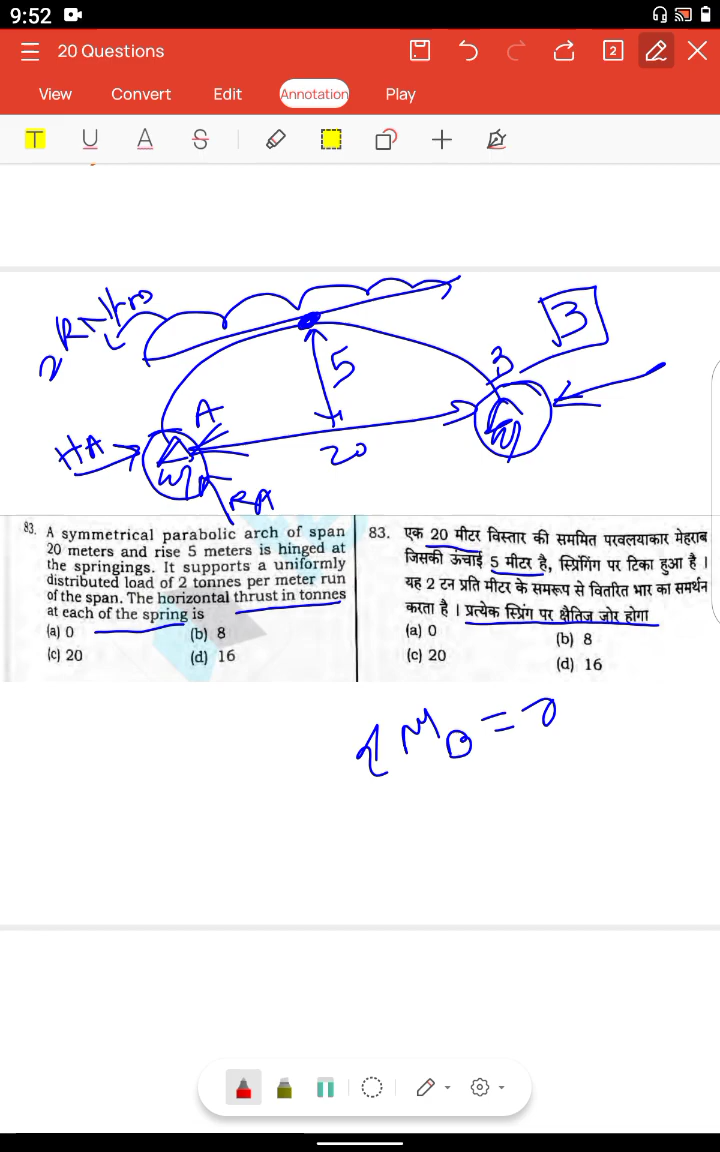 9:52
20 Questions
2
View Convert Edit Annotation Play
T U A S
3
3
5
A
20
HA
RA
83. A symmetrical parabolic arch of span
20 meters and rise 5 meters is hinged at
the springings. It supports a uniformly
distributed load of 2 tonnes per meter run
of the span. The horizontal thrust in tonnes
at each of the spring is
(a) 0 (b) 8
(c) 20 (d) 16
83. एक 20 मीटर विस्तार की सममित परवलयाकार मेहराब
जिसकी ऊंचाई 5 मीटर है, स्प्रिंगिंग पर टिका हुआ है ।
यह 2 टन प्रति मीटर के समरूप से वितरित भार का समर्थन
करता है । प्रत्येक स्प्रिंग पर क्षैतिज जोर होगा
(a) 0 (b) 8
(c) 20 (d) 16